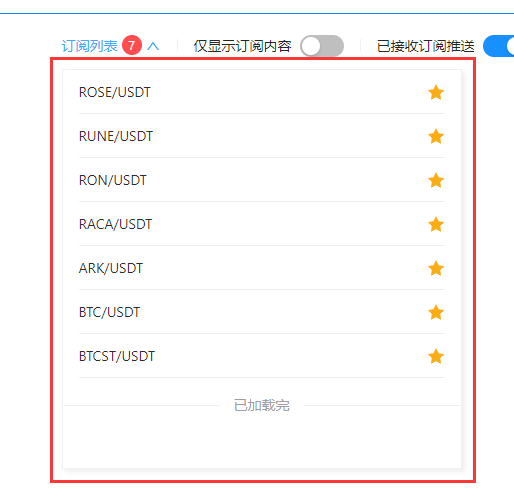 订阅列表 7 仅显示订阅内容 已接收订阅推送
ROSE/USDT
RUNE/USDT
RON/USDT
RACA/USDT
ARK/USDT
BTC/USDT
BTCST/USDT
已加载完